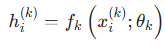 h_i^{(k)} = f_k ( x_i^{(k)} ; θ_k )